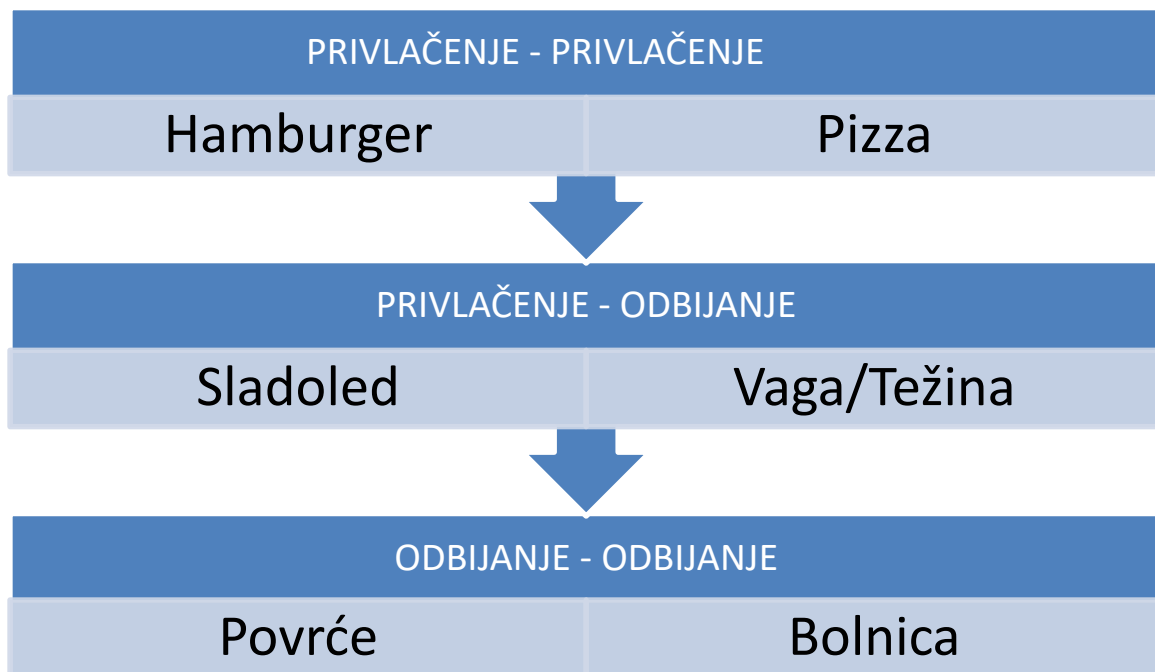 PRIVLAČENJE - PRIVLAČENJE
Hamburger Pizza
PRIVLAČENJE - ODBIJANJE
Sladoled Vaga/Težina
ODBIJANJE - ODBIJANJE
Povrće Bolnica